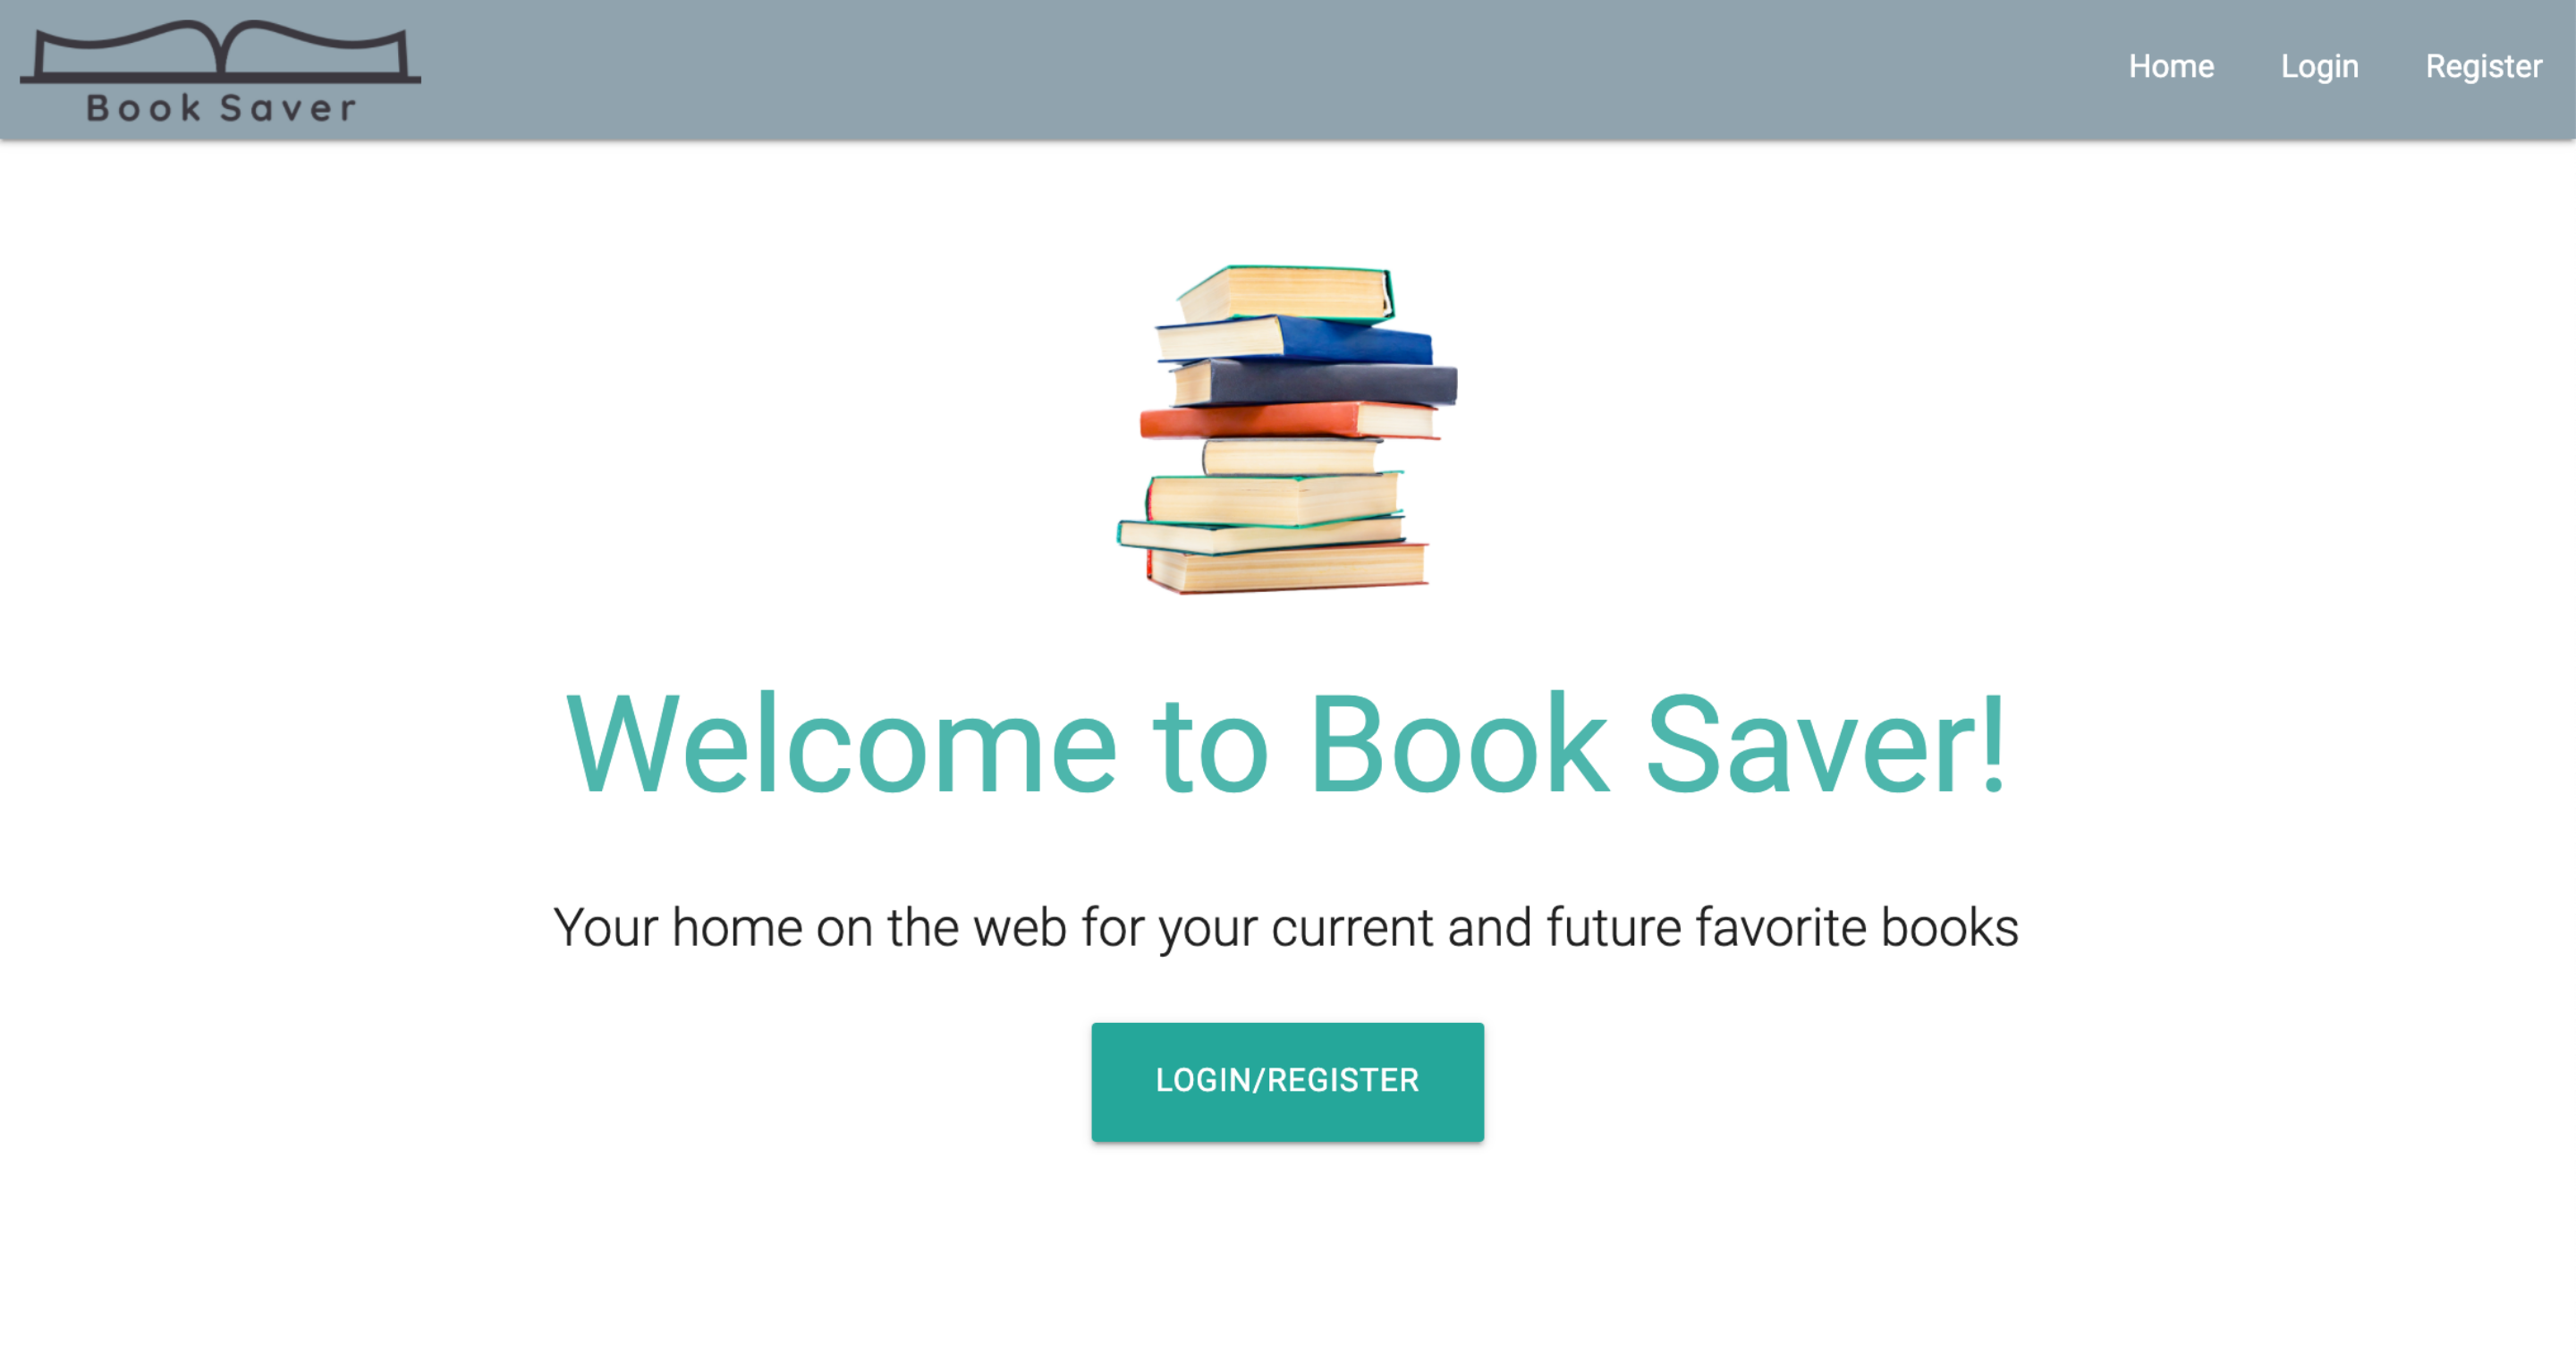 Book Saver
Home Login Register
Welcome to Book Saver!
Your home on the web for your current and future favorite books
LOGIN/REGISTER